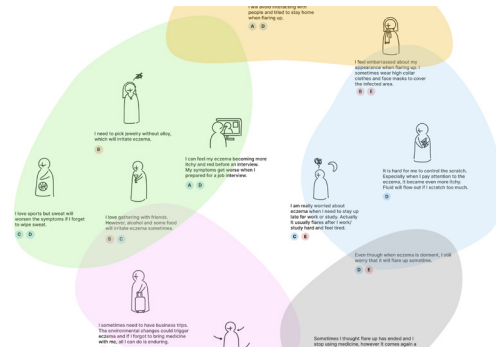 I will avoid interacting with
people and tried to stay home
when flaring up.
A D
I feel embarrassed about my
appearance when flaring up. I
sometimes wear high collar
clothes and face masks to cover
the infected area.
B E
I need to pick jewelry without alloy,
which will irritate eczema.
B
I can feel my eczema becoming more
itchy and red before an interview.
My symptoms get worse when I
prepared for a job interview.
A D
It is hard for me to control the scratch.
Especially when I pay attention to the
eczema, it became even more itchy.
Fluid will flow out if I scratch too much.
D
I love sports but sweat will
worsen the symptoms if I forget
to wipe sweat.
C D
I love gathering with friends.
However, alcohol and some food
will irritate eczema sometimes.
B C
I am really worried about
eczema when I need to stay up
late for work or study. Actually
it usually flares after I work/
study hard and feel tired.
C E
Even though when eczema is dorment, I still
worry that it will flare up sometime.
D E
I sometimes need to have business trips.
The environmental changes could trigger
eczema and if I forgot to bring medicine
with me, all I can do is enduring.
Sometimes I thought flare up has ended and I
stop using medicine, however it comes again a